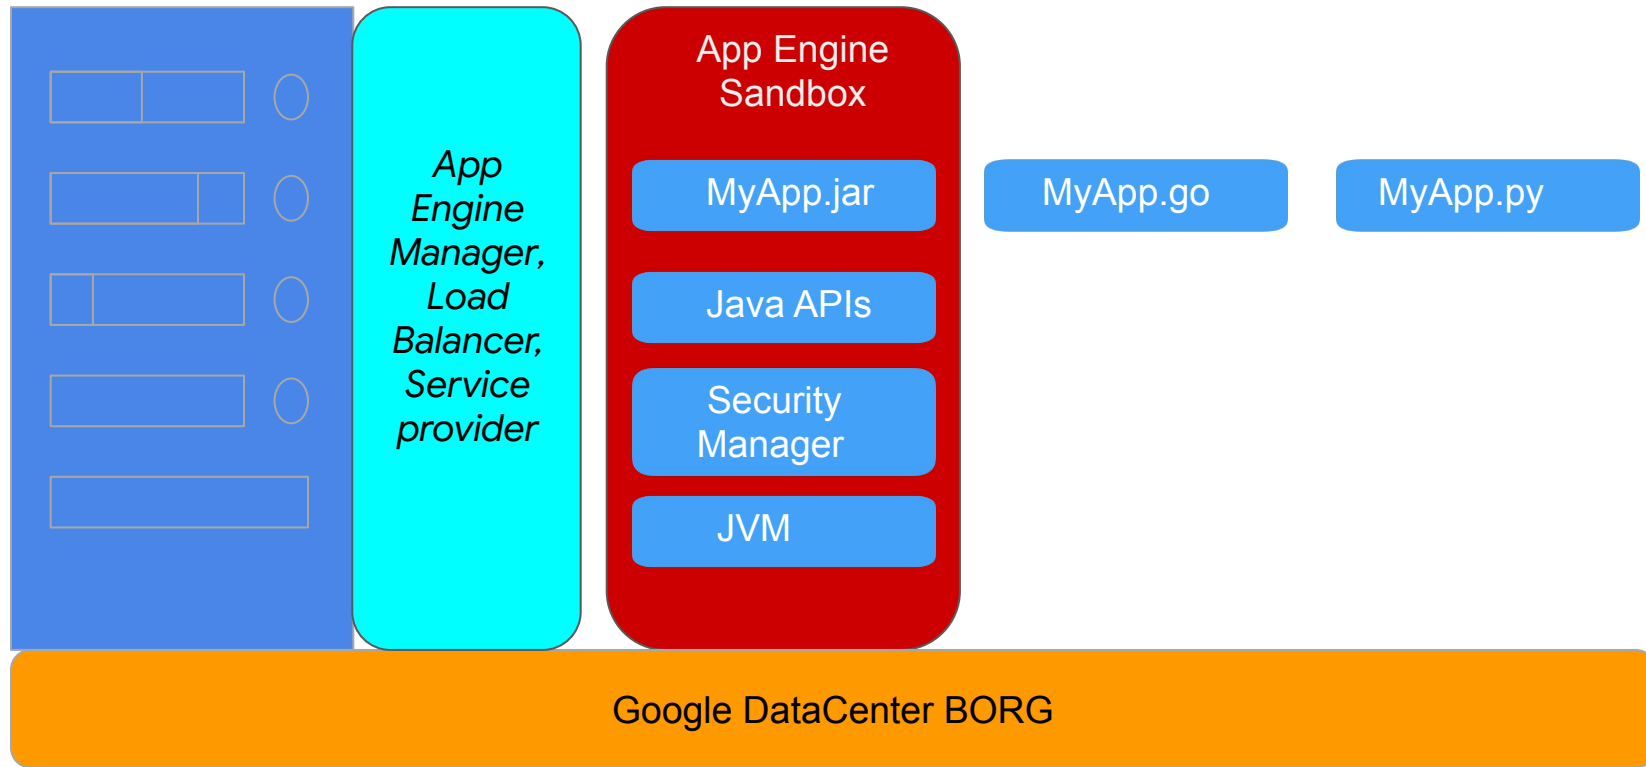 App
Engine
Manager,
Load
Balancer,
Service
provider
App Engine
Sandbox
MyApp.jar
Java APIs
Security
Manager
JVM
MyApp.go
MyApp.py
Google DataCenter BORG